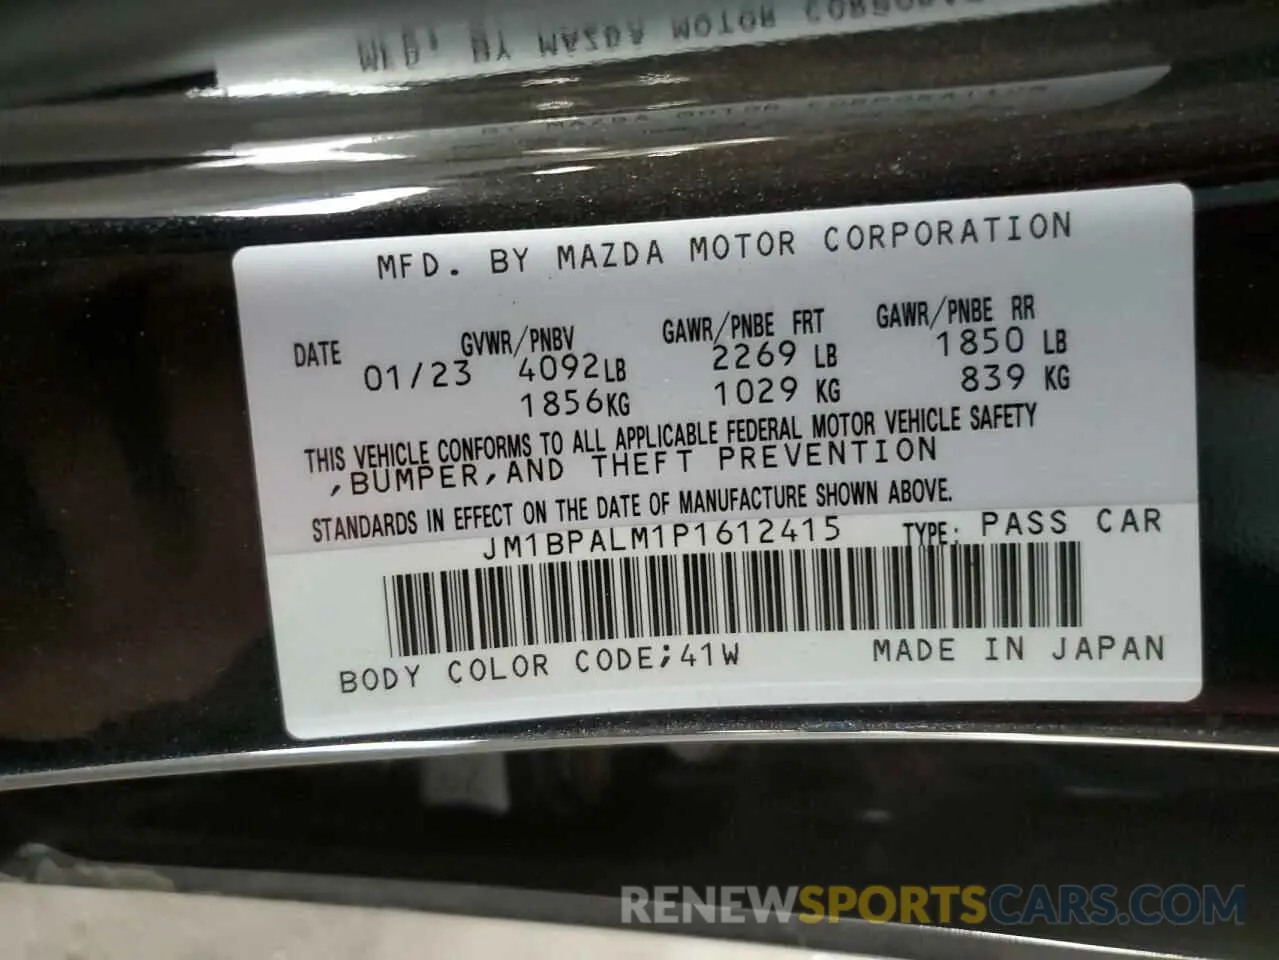 MFD. BY MAZDA MOTOR CORPORATION
DATE GVWR/PNBV GAWR/PNBE FRT GAWR/PNBE RR
01/23 4092LB 2269 LB 1850 LB
1856KG 1029 KG 839 KG
THIS VEHICLE CONFORMS TO ALL APPLICABLE FEDERAL MOTOR VEHICLE SAFETY
,BUMPER,AND THEFT PREVENTION
STANDARDS IN EFFECT ON THE DATE OF MANUFACTURE SHOWN ABOVE.
JM1BPALM1P1612415 TYPE: PASS CAR
BODY COLOR CODE;41W MADE IN JAPAN
RENEWSPORTSCARS.COM